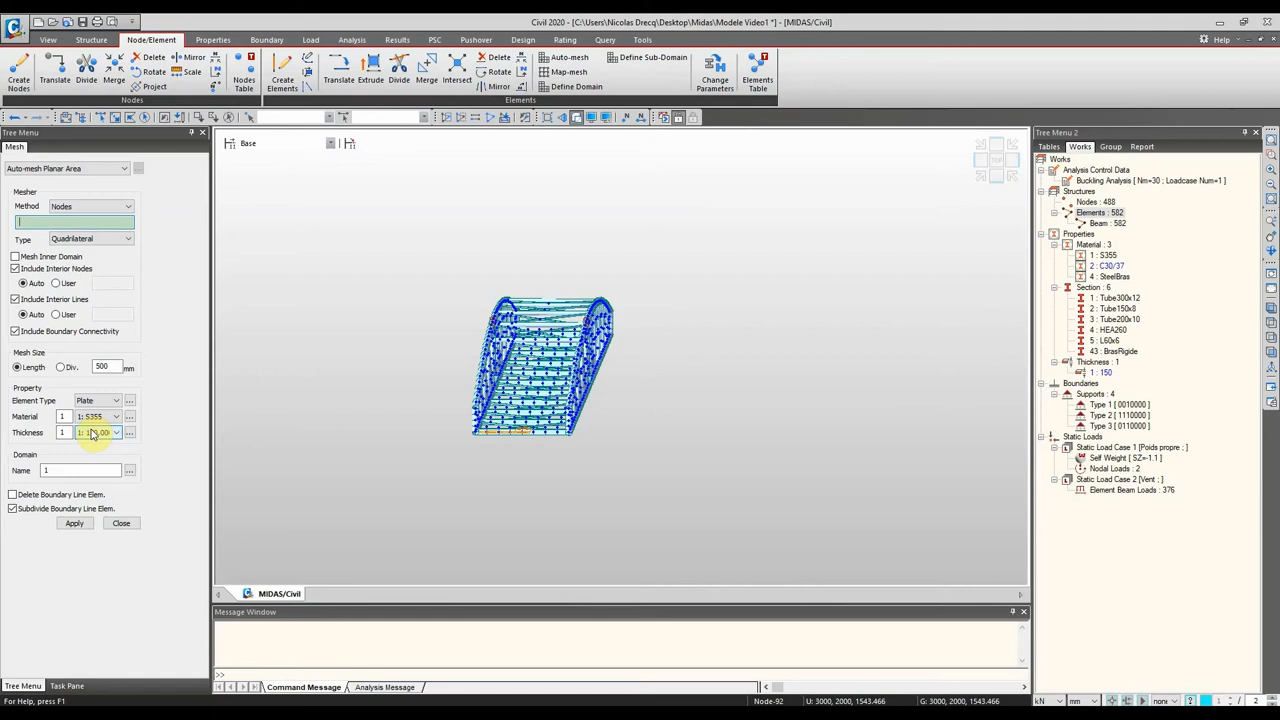 Civil 2020 - [C:\Users\Nicolas Drecq\Desktop\Midas\Modele Video1 *] - [MIDAS/Civil]
View Structure Node/Element Properties Boundary Load Analysis Results PSC Pushover Design Rating Query Tools Help
Create Nodes
Translate
Divide
Merge
Delete
Rotate
Project
Mirror
Scale
Nodes Table
Nodes
Create Elements
Translate
Extrude
Divide
Merge
Intersect
Delete
Rotate
Mirror
Auto-mesh
Map-mesh
Define Domain
Define Sub-Domain
Change Parameters
Elements Table
Elements
Tree Menu
Mesh
Auto-mesh Planar Area
Mesher
Method Nodes
Type Quadrilateral
Mesh Inner Domain
Include Interior Nodes
Auto User
Include Interior Lines
Auto User
Include Boundary Connectivity
Mesh Size
Length Div. 500 mm
Property
Element Type Plate
Material 1 1: S355
Thickness 1
Domain
Name 1
Delete Boundary Line Elem.
Subdivide Boundary Line Elem.
Apply Close
Tree Menu Task Pane
Base
TOP
MIDAS/Civil
Message Window
>>
Command Message Analysis Message
Tree Menu 2
Tables Works Group Report
Works
Analysis Control Data
Buckling Analysis [ Nm=30 ; Loadcase Num=1 ]
Structures
Nodes : 488
Elements : 582
Beam : 582
Properties
Material : 3
1 : S355
2 : C30/37
4 : SteelBras
Section : 6
1 : Tube300x12
2 : Tube150x8
3 : Tube200x10
4 : HEA260
5 : L60x6
43 : BrasRigide
Thickness : 1
1 : 150
Boundaries
Supports : 4
Type 1 [ 0010000 ]
Type 2 [ 1110000 ]
Type 3 [ 0110000 ]
Static Loads
Static Load Case 1 [Poids propre ; ]
Self Weight [ SZ=-1.1 ]
Nodal Loads : 2
Static Load Case 2 [Vent ; ]
Element Beam Loads : 376
For Help, press F1
Node-92
U: 3000, 2000, 1543.466
G: 3000, 2000, 1543.466
kN mm
2